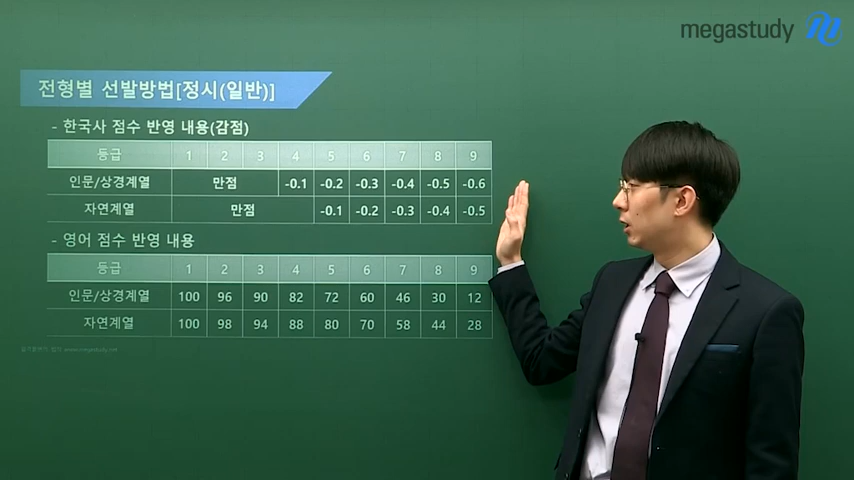 megastudy
전형별 선발방법[정시(일반)]
- 한국사 점수 반영 내용(감점)
등급 1 2 3 4 5 6 7 8 9
인문/상경계열 만점 -0.1 -0.2 -0.3 -0.4 -0.5 -0.6
자연계열 만점 -0.1 -0.2 -0.3 -0.4 -0.5
- 영어 점수 반영 내용
등급 1 2 3 4 5 6 7 8 9
인문/상경계열 100 96 90 82 72 60 46 30 12
자연계열 100 98 94 88 80 70 58 44 28
www.megastudy.net